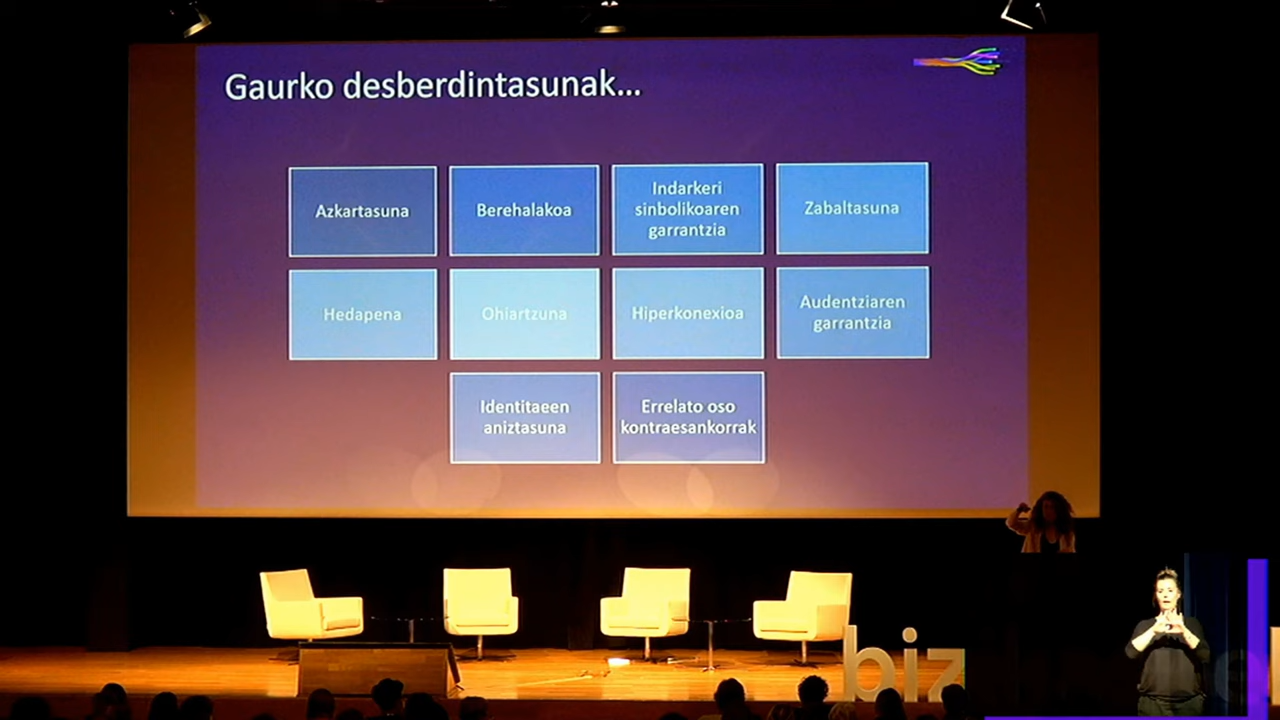 Gaurko desberdintasunak...
Azkartasuna
Berehalakoa
Indarkeri
sinbolikoaren
garrantzia
Zabaltasuna
Hedapena
Ohiartzuna
Hiperkonexioa
Audentziaren
garrantzia
Identitaeen
aniztasuna
Errelato oso
kontraesankorrak
biz